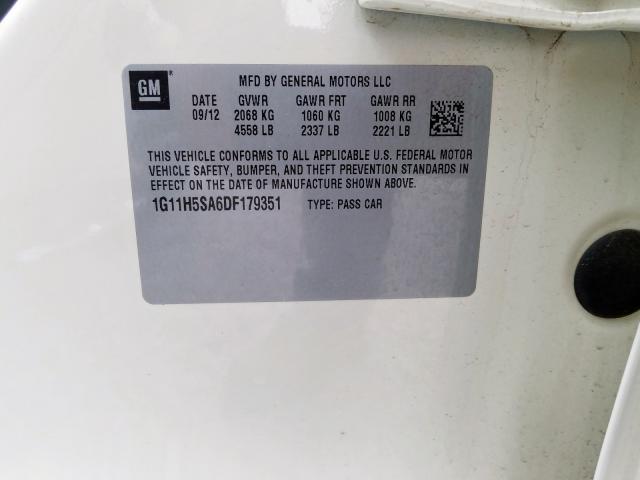 GM ® MFD BY GENERAL MOTORS LLC
DATE GVWR GAWR FRT GAWR RR
09/12 2068 KG 1060 KG 1008 KG
4558 LB 2337 LB 2221 LB
THIS VEHICLE CONFORMS TO ALL APPLICABLE U.S. FEDERAL MOTOR
VEHICLE SAFETY, BUMPER, AND THEFT PREVENTION STANDARDS IN
EFFECT ON THE DATE OF MANUFACTURE SHOWN ABOVE.
1G11H5SA6DF179351 TYPE: PASS CAR